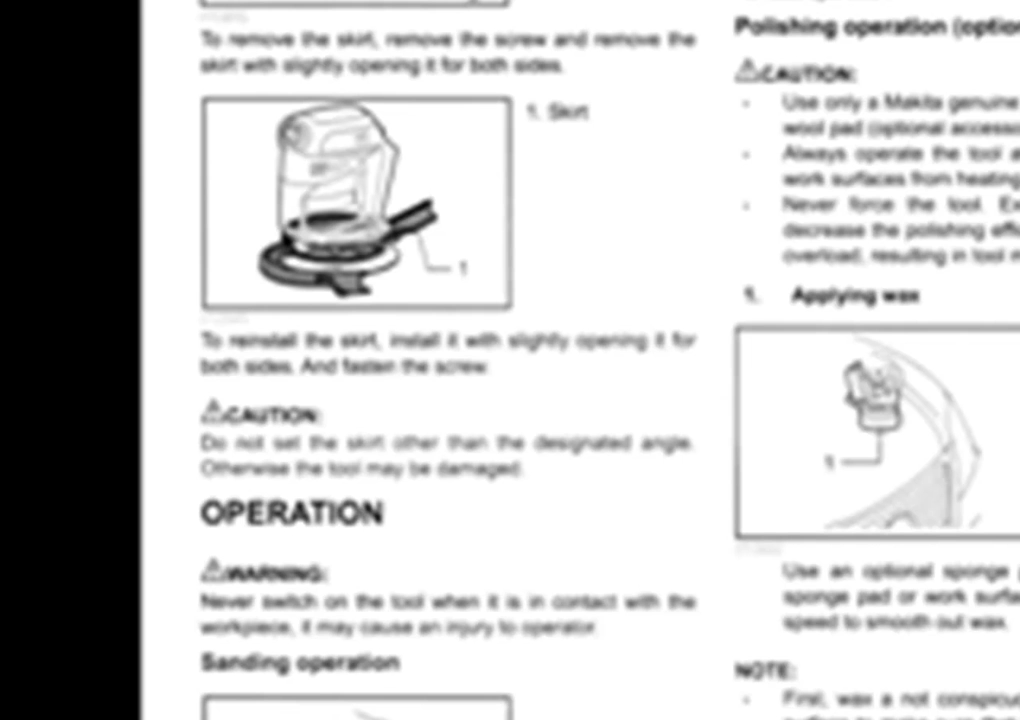 To remove the skirt, remove the screw and remove the
skirt with slightly opening it for both sides.
1. Skirt
1
To reinstall the skirt, install it with slightly opening it for
both sides. And fasten the screw.
CAUTION:
Do not set the skirt other than the designated angle.
Otherwise the tool may be damaged.
OPERATION
WARNING:
Never switch on the tool when it is in contact with the
workpiece, it may cause an injury to operator.
Sanding operation
Polishing operation
CAUTION:
- Use only a Makita genuine
wool pad (optional
- Always operate the tool
work surfaces from heating
- Never force the tool.
decrease the polishing
overload, resulting in tool
1. Applying wax
1
Use an optional sponge
sponge pad or work
speed to smooth out wax.
NOTE:
- First, wax a not